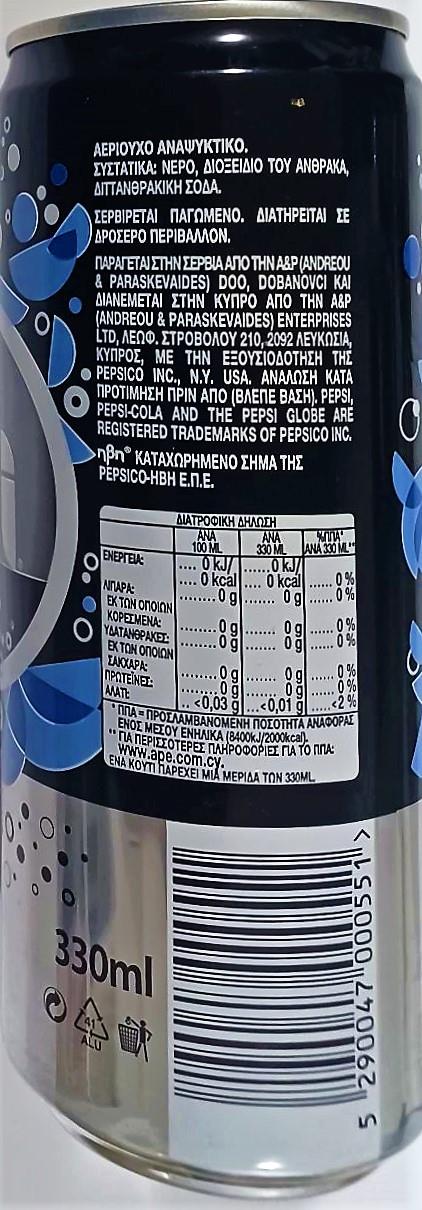 ΑΕΡΙΟΥΧΟ ΑΝΑΨΥΚΤΙΚΟ.
ΣΥΣΤΑΤΙΚΑ: ΝΕΡΟ, ΔΙΟΞΕΙΔΙΟ ΤΟΥ ΑΝΘΡΑΚΑ,
ΔΙΤΤΑΝΘΡΑΚΙΚΗ ΣΟΔΑ.
ΣΕΡΒΙΡΕΤΑΙ ΠΑΓΩΜΕΝΟ. ΔΙΑΤΗΡΕΙΤΑΙ ΣΕ
ΔΡΟΣΕΡΟ ΠΕΡΙΒΑΛΛΟΝ.
ΠΑΡΑΓΕΤΑΙ ΣΤΗΝ ΣΕΡΒΙΑ ΑΠΟ ΤΗΝ A&P (ANDREOU
& PARASKEVAIDES) DOO, DOBANOVCI ΚΑΙ
ΔΙΑΝΕΜΕΤΑΙ ΣΤΗΝ ΚΥΠΡΟ ΑΠΟ ΤΗΝ A&P
(ANDREOU & PARASKEVAIDES) ENTERPRISES
LTD, ΛΕΩΦ. ΣΤΡΟΒΟΛΟΥ 210, 2092 ΛΕΥΚΩΣΙΑ,
ΚΥΠΡΟΣ, ΜΕ ΤΗΝ ΕΞΟΥΣΙΟΔΟΤΗΣΗ ΤΗΣ
PEPSICO INC., N.Y. USA. ΑΝΑΛΩΣΗ ΚΑΤΑ
ΠΡΟΤΙΜΗΣΗ ΠΡΙΝ ΑΠΟ (ΒΛΕΠΕ ΒΑΣΗ). PEPSI,
PEPSI-COLA AND THE PEPSI GLOBE ARE
REGISTERED TRADEMARKS OF PEPSICO INC.
ηβη® ΚΑΤΑΧΩΡΗΜΕΝΟ ΣΗΜΑ ΤΗΣ
PEPSICO-ΗΒΗ Ε.Π.Ε.
ΔΙΑΤΡΟΦΙΚΗ ΔΗΛΩΣΗ
ΑΝΑ 100 ML ΑΝΑ 330 ML %ΠΠΑ* ΑΝΑ 330 ML**
ΕΝΕΡΓΕΙΑ: .... 0 kJ/ .... 0 kJ/
.... 0 kcal .... 0 kcal ...... 0 %
ΛΙΠΑΡΑ: ........ 0 g ....... 0 g ...... 0 %
ΕΚ ΤΩΝ ΟΠΟΙΩΝ
ΚΟΡΕΣΜΕΝΑ: ........ 0 g ....... 0 g ...... 0 %
ΥΔΑΤΑΝΘΡΑΚΕΣ: ........ 0 g ....... 0 g ...... 0 %
ΕΚ ΤΩΝ ΟΠΟΙΩΝ
ΣΑΚΧΑΡΑ: ........ 0 g ....... 0 g ...... 0 %
ΠΡΩΤΕΪΝΕΣ: ........ 0 g ....... 0 g ...... 0 %
ΑΛΑΤΙ: .. <0,03 g .. <0,01 g .... <2 %
* ΠΠΑ = ΠΡΟΣΛΑΜΒΑΝΟΜΕΝΗ ΠΟΣΟΤΗΤΑ ΑΝΑΦΟΡΑΣ
ΕΝΟΣ ΜΕΣΟΥ ΕΝΗΛΙΚΑ (8400kJ/2000kcal).
** ΓΙΑ ΠΕΡΙΣΣΟΤΕΡΕΣ ΠΛΗΡΟΦΟΡΙΕΣ ΓΙΑ ΤΟ ΠΠΑ:
www.ape.com.cy.
ΕΝΑ ΚΟΥΤΙ ΠΑΡΕΧΕΙ ΜΙΑ ΜΕΡΙΔΑ ΤΩΝ 330ML
330ml
41
ALU
5 290047 000551 >